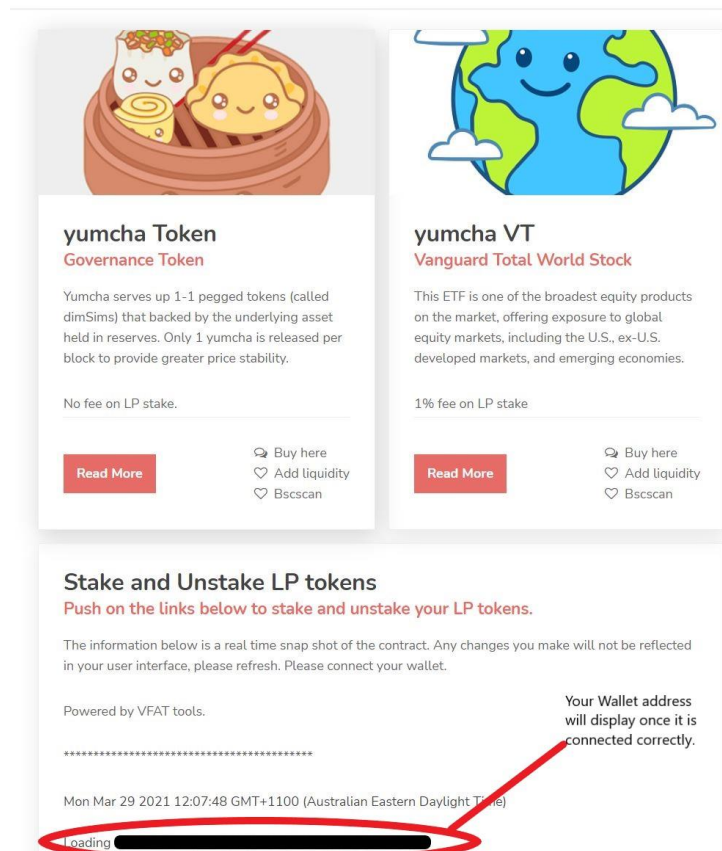 yumcha Token
Governance Token
Yumcha serves up 1-1 pegged tokens (called
dimSims) that backed by the underlying asset
held in reserves. Only 1 yumcha is released per
block to provide greater price stability.
No fee on LP stake.
Read More
Buy here
Add liquidity
Bscscan
yumcha VT
Vanguard Total World Stock
This ETF is one of the broadest equity products
on the market, offering exposure to global
equity markets, including the U.S., ex-U.S.
developed markets, and emerging economies.
1% fee on LP stake
Read More
Buy here
Add liquidity
Bscscan
Stake and Unstake LP tokens
Push on the links below to stake and unstake your LP tokens.
The information below is a real time snap shot of the contract. Any changes you make will not be reflected
in your user interface, please refresh. Please connect your wallet.
Powered by VFAT tools.
Your Wallet address
will display once it is
connected correctly.
******************************************
Mon Mar 29 2021 12:07:48 GMT+1100 (Australian Eastern Daylight Time)
Loading